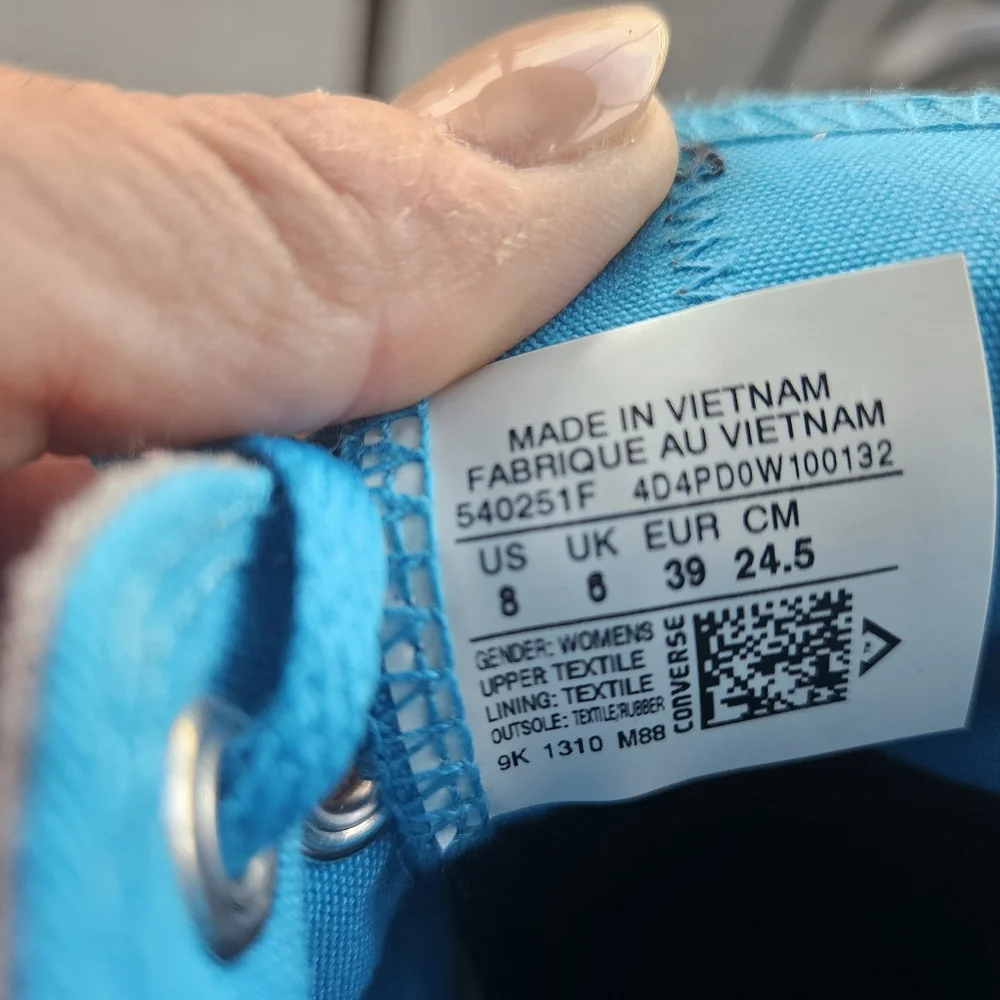 MADE IN VIETNAM
FABRIQUE AU VIETNAM
540251F 4D4PD0W100132
US UK EUR CM
8 6 39 24.5
GENDER: WOMENS
UPPER TEXTILE
LINING: TEXTILE
OUTSOLE: TEXTILE/RUBBER
9K 1310 M88
CONVERSE